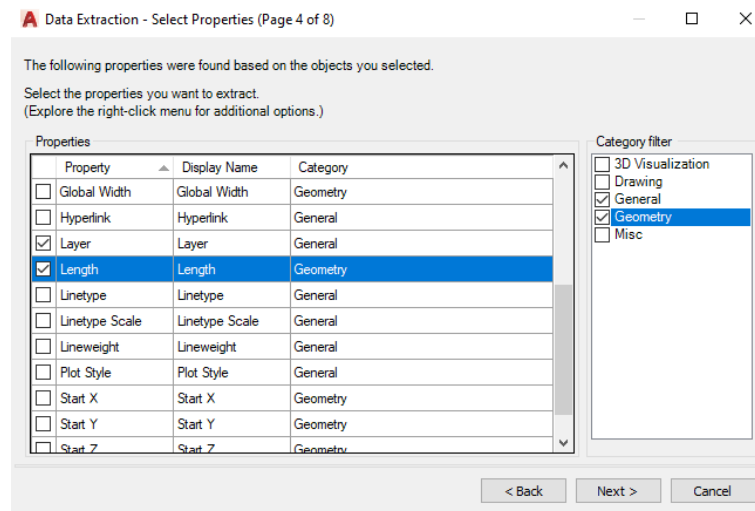 Data Extraction - Select Properties (Page 4 of 8)
The following properties were found based on the objects you selected.
Select the properties you want to extract.
(Explore the right-click menu for additional options.)
Properties
Property Display Name Category
Global Width Global Width Geometry
Hyperlink Hyperlink General
Layer Layer General
Length Length Geometry
Linetype Linetype General
Linetype Scale Linetype Scale General
Lineweight Lineweight General
Plot Style Plot Style General
Start X Start X Geometry
Start Y Start Y Geometry
Start Z Start Z Geometry
Category filter
3D Visualization
Drawing
General
Geometry
Misc
< Back Next > Cancel